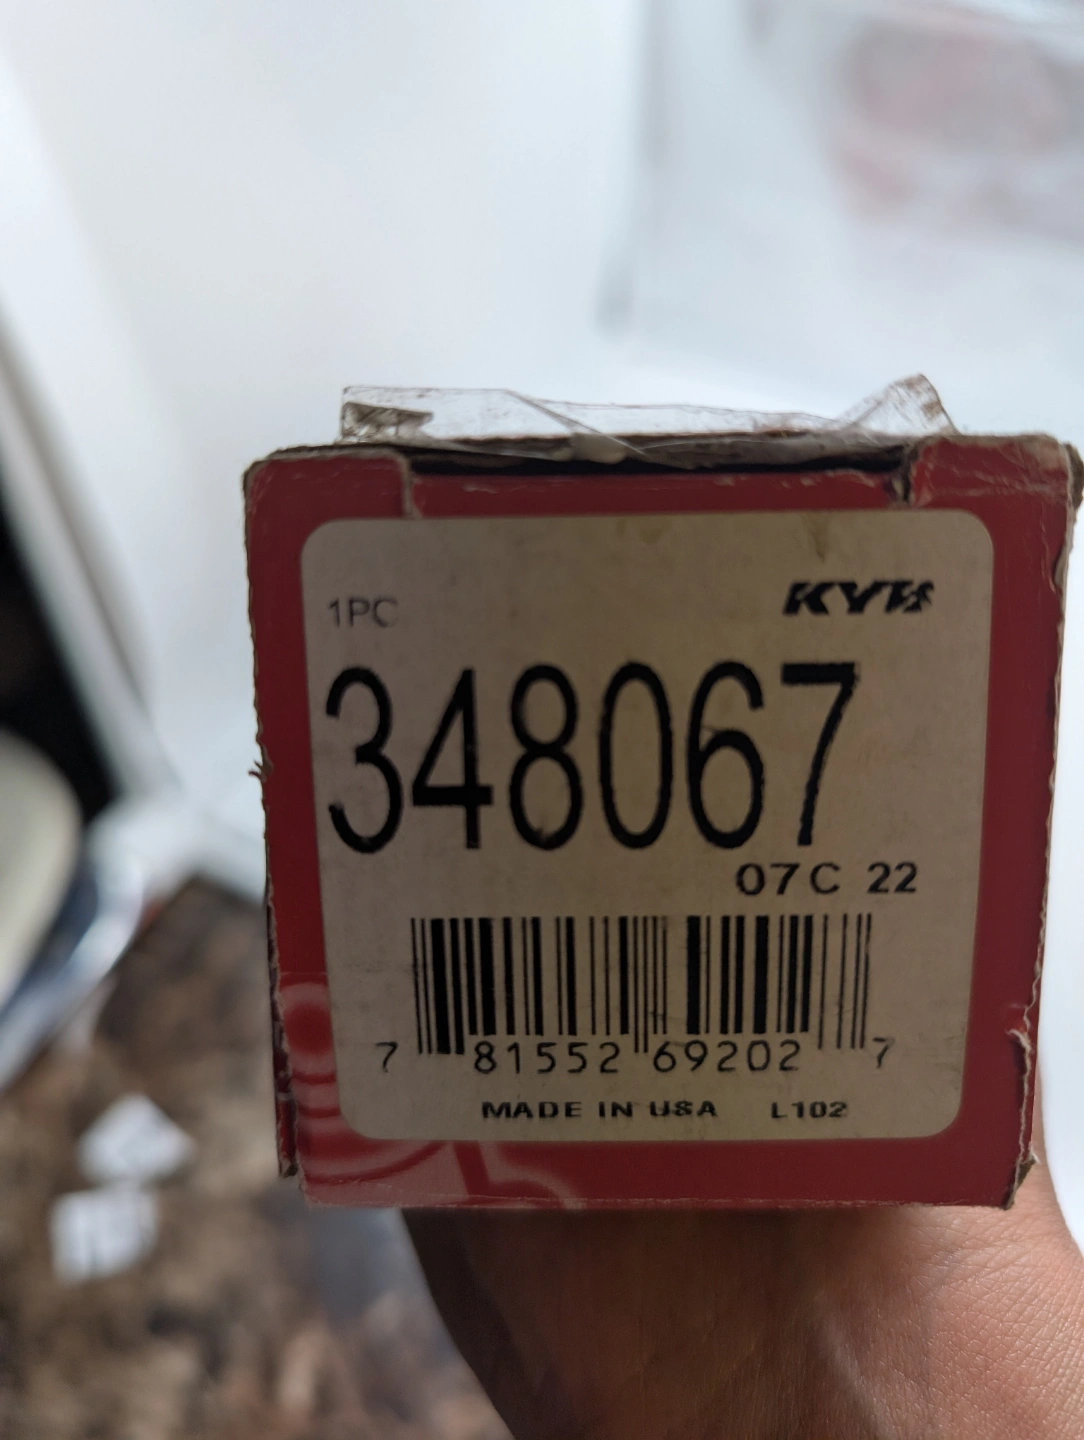 1PC KYB
348067
07C 22
7 81552 69202 7
MADE IN USA L102